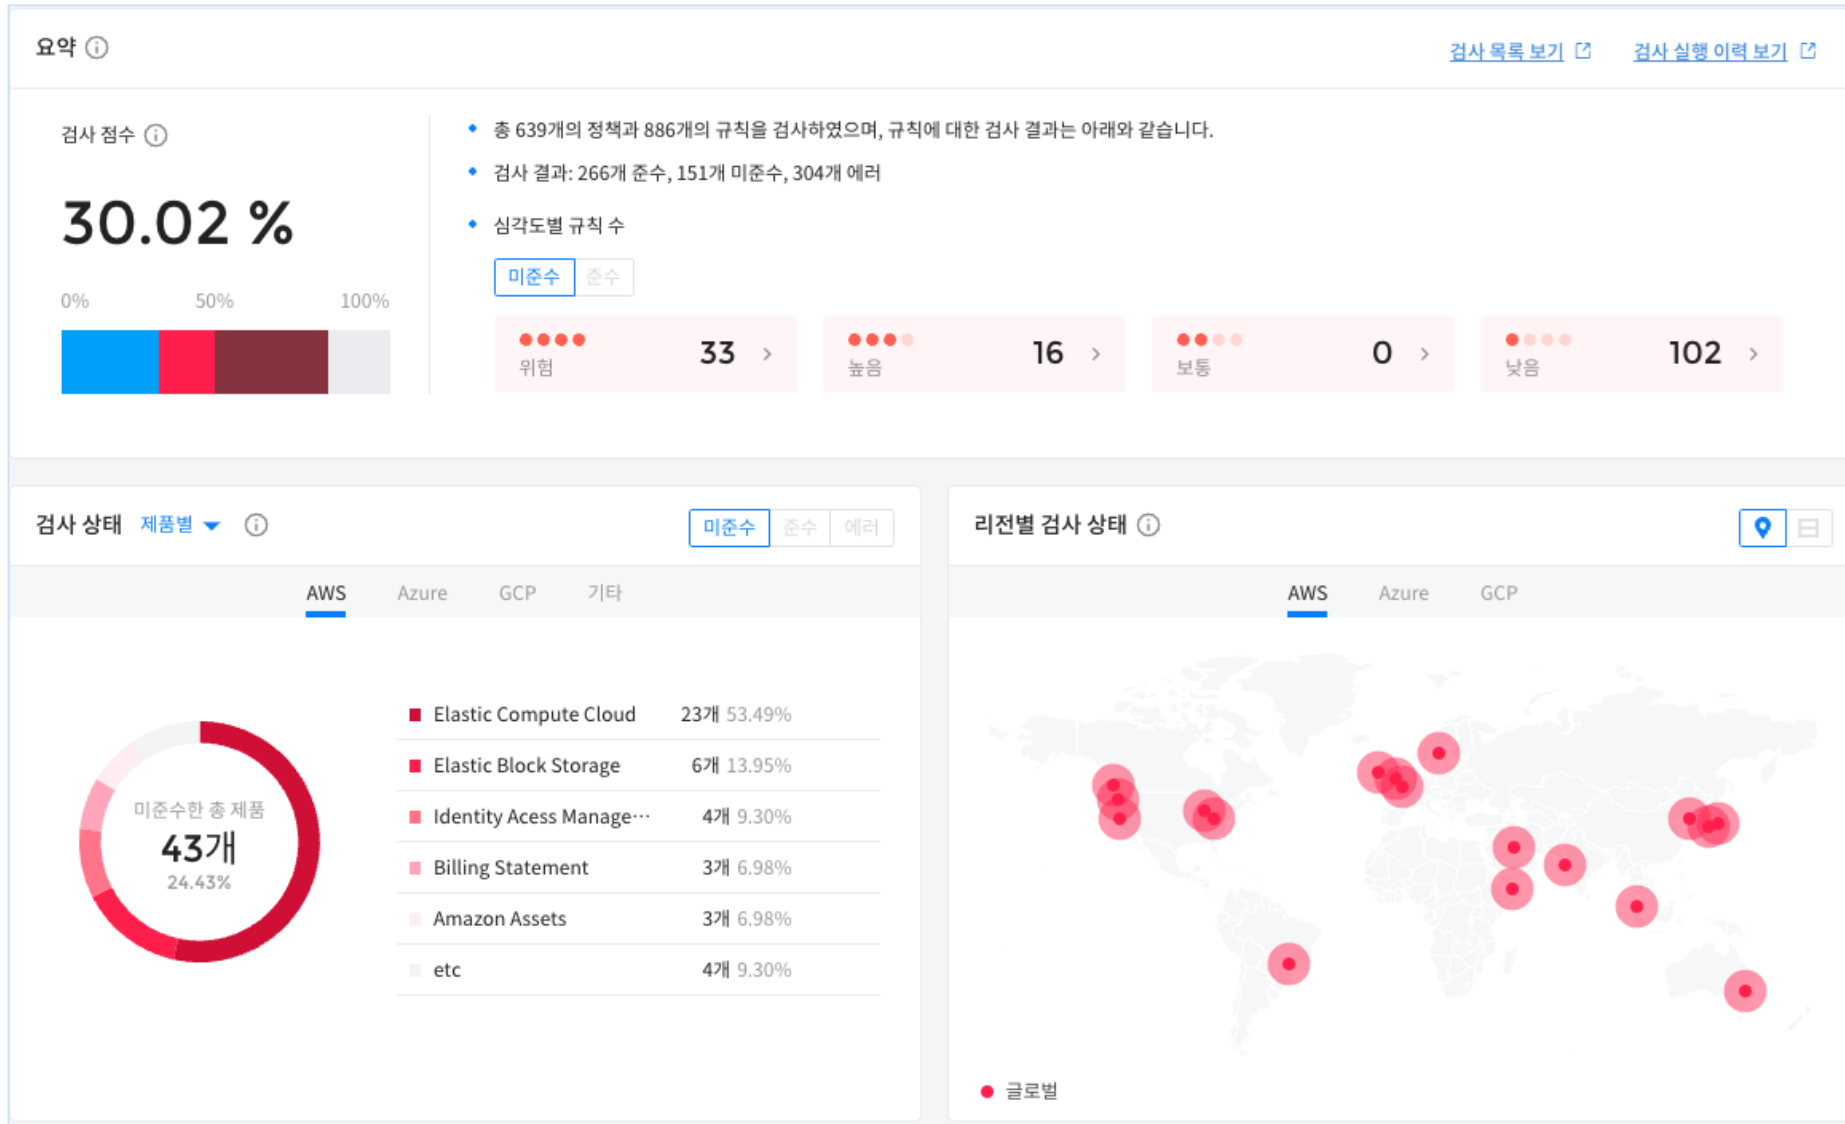 요약
검사 목록 보기
검사 실행 이력 보기
검사 점수
30.02 %
0% 50% 100%
총 639개의 정책과 886개의 규칙을 검사하였으며, 규칙에 대한 검사 결과는 아래와 같습니다.
검사 결과: 266개 준수, 151개 미준수, 304개 에러
심각도별 규칙 수
미준수 준수
위험 33
높음 16
보통 0
낮음 102
검사 상태 제품별
미준수 준수 에러
AWS Azure GCP 기타
미준수한 총 제품
43개
24.43%
Elastic Compute Cloud 23개 53.49%
Elastic Block Storage 6개 13.95%
Identity Acess Manage··· 4개 9.30%
Billing Statement 3개 6.98%
Amazon Assets 3개 6.98%
etc 4개 9.30%
리전별 검사 상태
AWS Azure GCP
글로벌